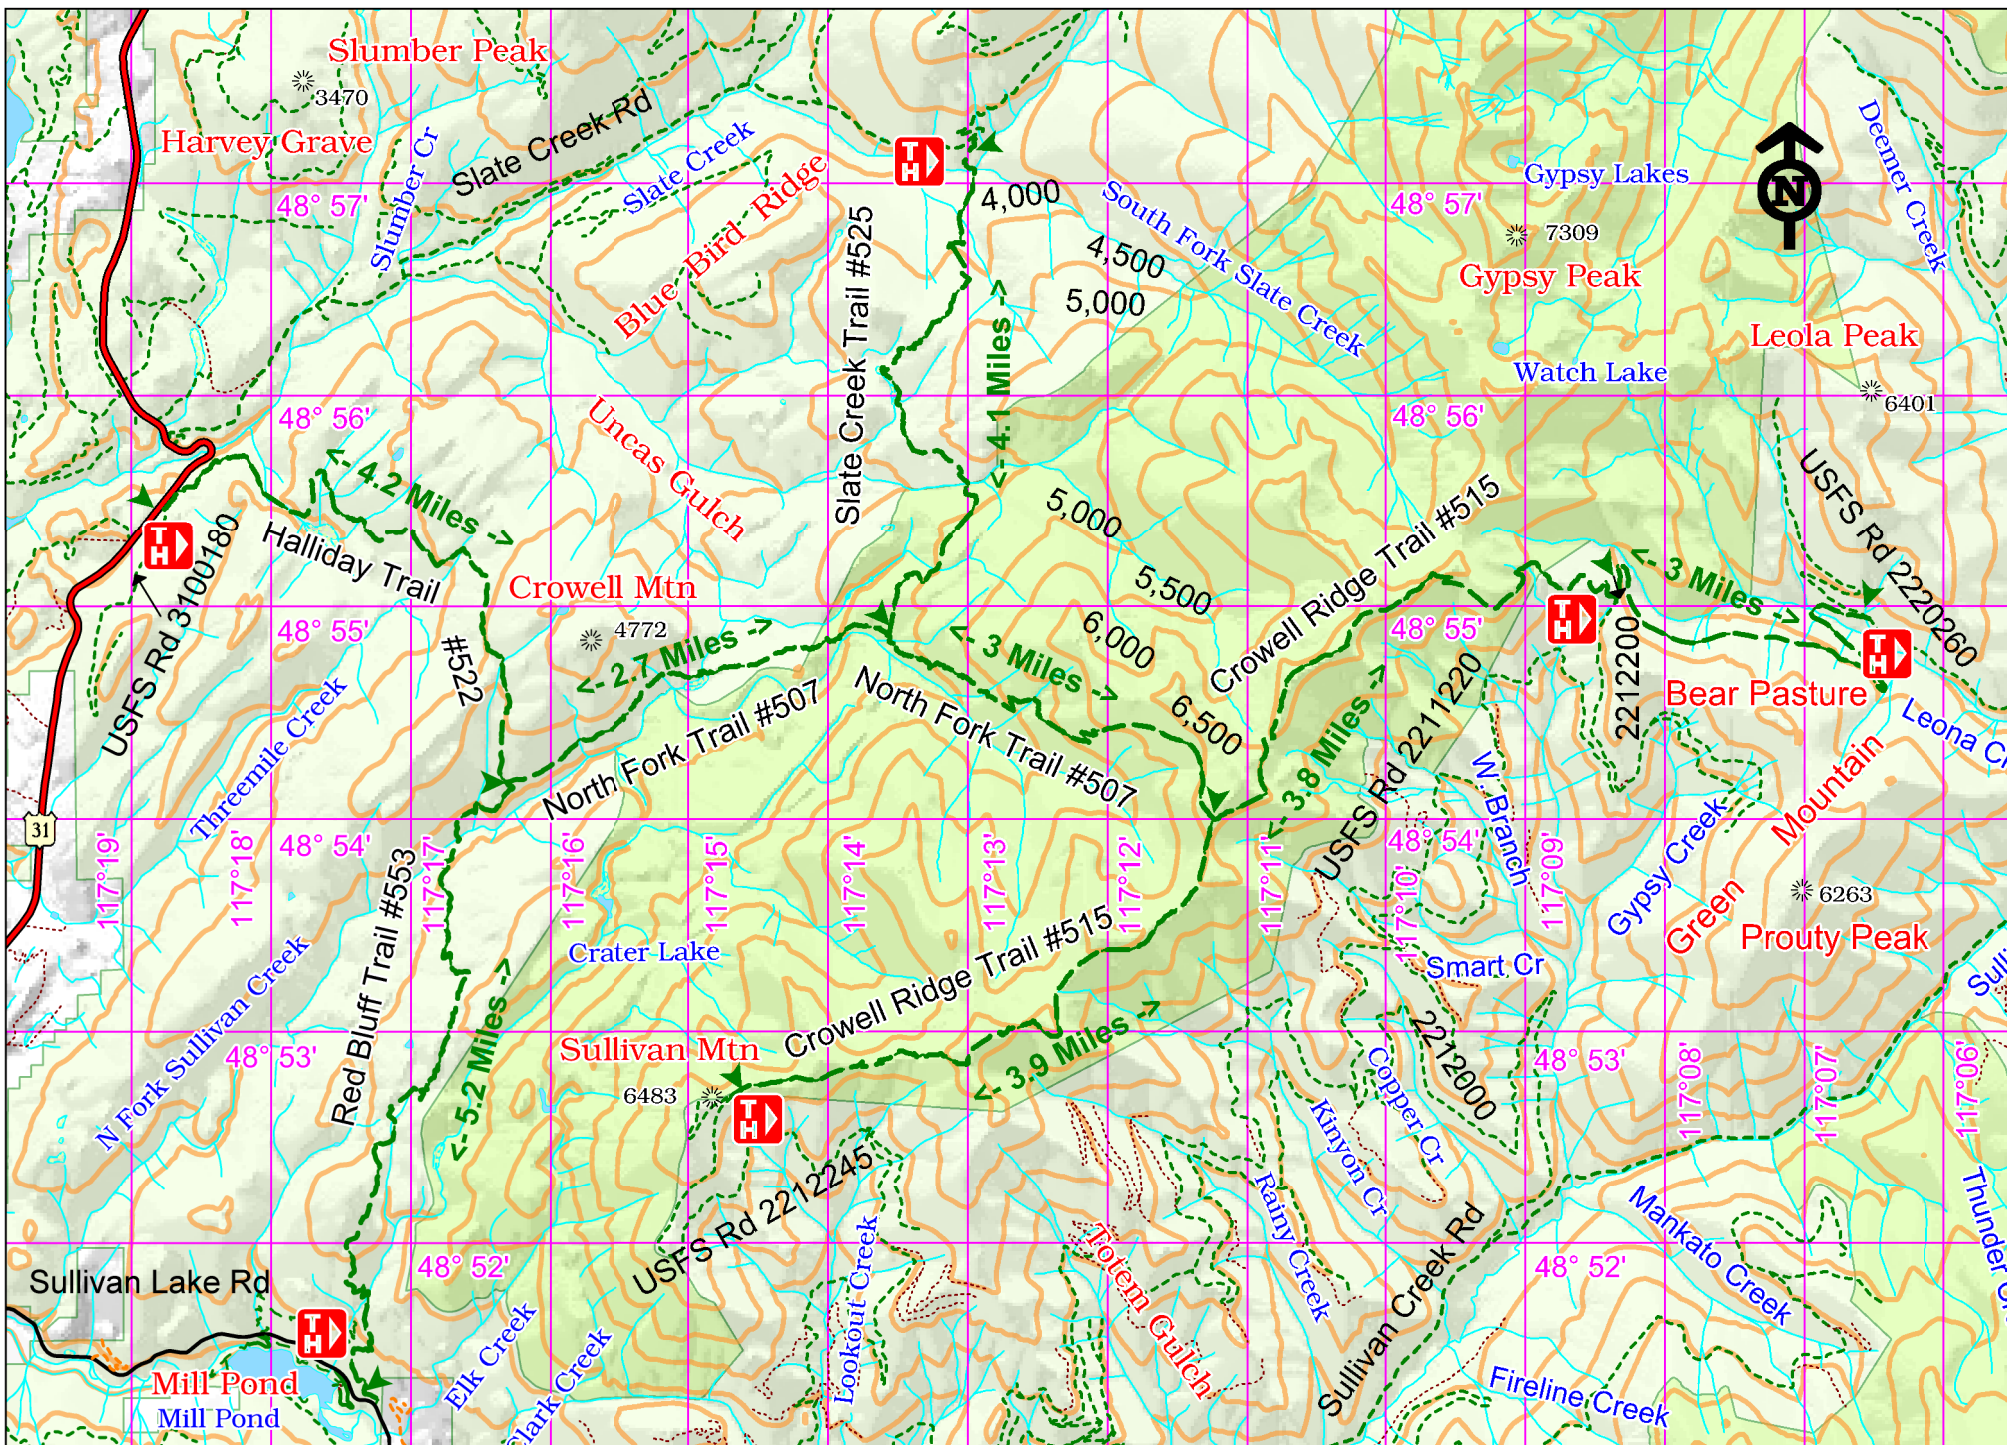 Slumber Peak
3470
Harvey Grave
Slumber Cr
Slate Creek Rd
Slate Creek
Blue Bird Ridge
TH
4,000
4,500
5,000
South Fork Slate Creek
Gypsy Lakes
48° 57'
48° 57'
7309
Gypsy Peak
N
Deemer Creek
Leola Peak
6401
Watch Lake
Slate Creek Trail #525
<- 4.1 Miles ->
48° 56'
48° 56'
Uncas Gulch
<- 4.2 Miles ->
Halliday Trail
#522
TH
USFS Rd 3100180
Crowell Mtn
4772
48° 55'
48° 55'
<- 2.7 Miles ->
North Fork Trail #507
5,000
5,500
6,000
6,500
<- 3 Miles ->
North Fork Trail #507
Crowell Ridge Trail #515
<- 3.8 Miles ->
USFS Rd 2211220
TH
2212200
<- 3 Miles ->
USFS Rd 2220260
TH
Bear Pasture
Leona Cr
Threemile Creek
31
48° 54'
48° 54'
117°19'
117°18'
117°17'
117°16'
117°15'
117°14'
117°13'
117°12'
117°11'
117°10'
117°09'
W. Branch
Gypsy Creek
Green Mountain
6263
Prouty Peak
Red Bluff Trail #553
Crater Lake
Crowell Ridge Trail #515
Smart Cr
N Fork Sullivan Creek
<- 5.2 Miles ->
48° 53'
48° 53'
Sullivan Mtn
6483
TH
<- 3.9 Miles ->
2212000
Copper Cr
Kinyon Cr
Rainy Creek
117°08'
117°07'
117°06'
Sulli
USFS Rd 2212245
Lookout Creek
Totem Gulch
Sullivan Creek Rd
Mankato Creek
Thunder
48° 52'
48° 52'
Sullivan Lake Rd
TH
Mill Pond
Mill Pond
Elk Creek
Clark Creek
Fireline Creek